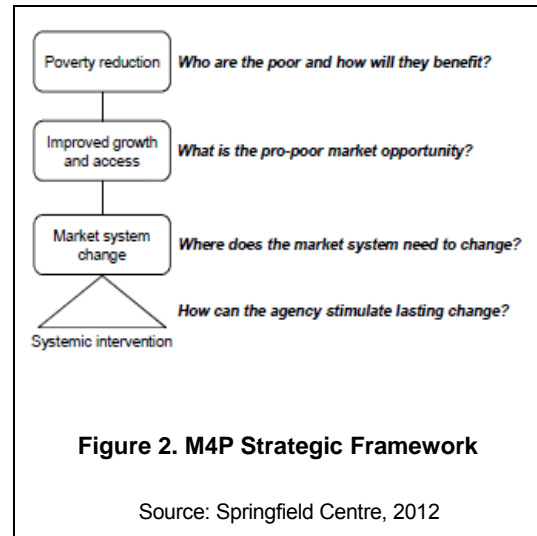 Poverty reduction
Who are the poor and how will they benefit?
Improved growth
and access
What is the pro-poor market opportunity?
Market system
change
Where does the market system need to change?
How can the agency stimulate lasting change?
Systemic intervention
Figure 2. M4P Strategic Framework
Source: Springfield Centre, 2012